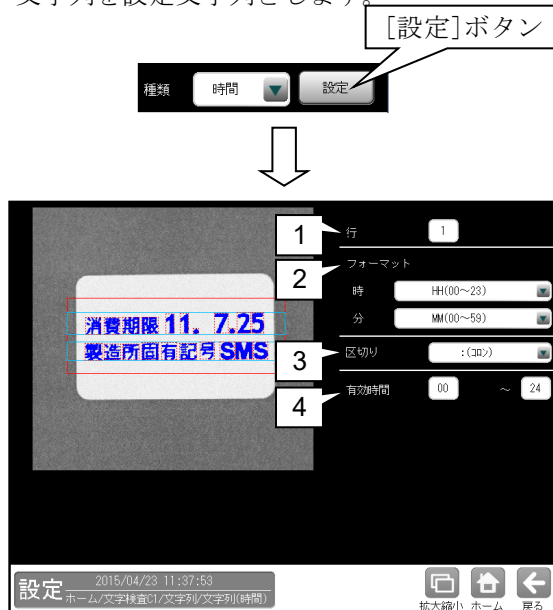 文字列を設定文字列とします。
[設定]ボタン
種類 時間 設定
1 行 1
2 フォーマット
時 HH(00～23)
分 MM(00～59)
3 区切り :(コロン)
4 有効時間 00 ～ 24
消費期限 11. 7.25
製造所固有記号 SMS
設定 2015/04/23 11:37:53
ホーム/文字検査C1/文字列/文字列(時間)
拡大縮小 ホーム 戻る